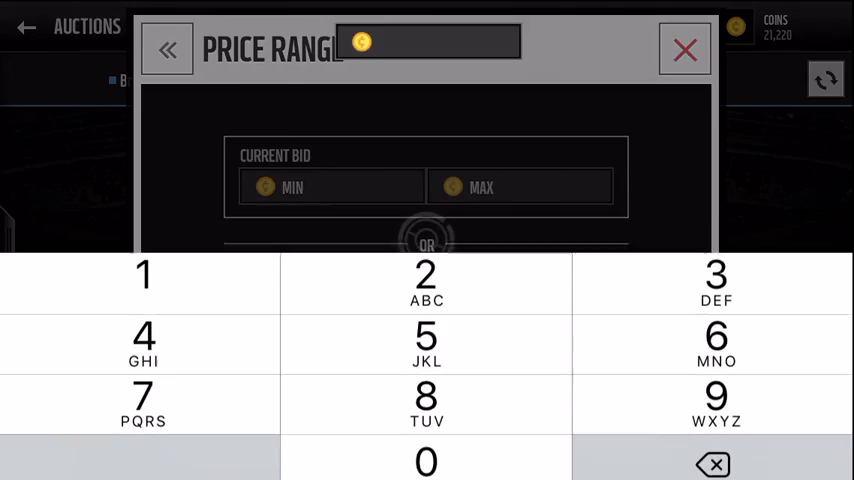 AUCTIONS
PRICE RANGE
COINS
21,220
CURRENT BID
MIN
MAX
OR
1
2
ABC
3
DEF
4
GHI
5
JKL
6
MNO
7
PQRS
8
TUV
9
WXYZ
0